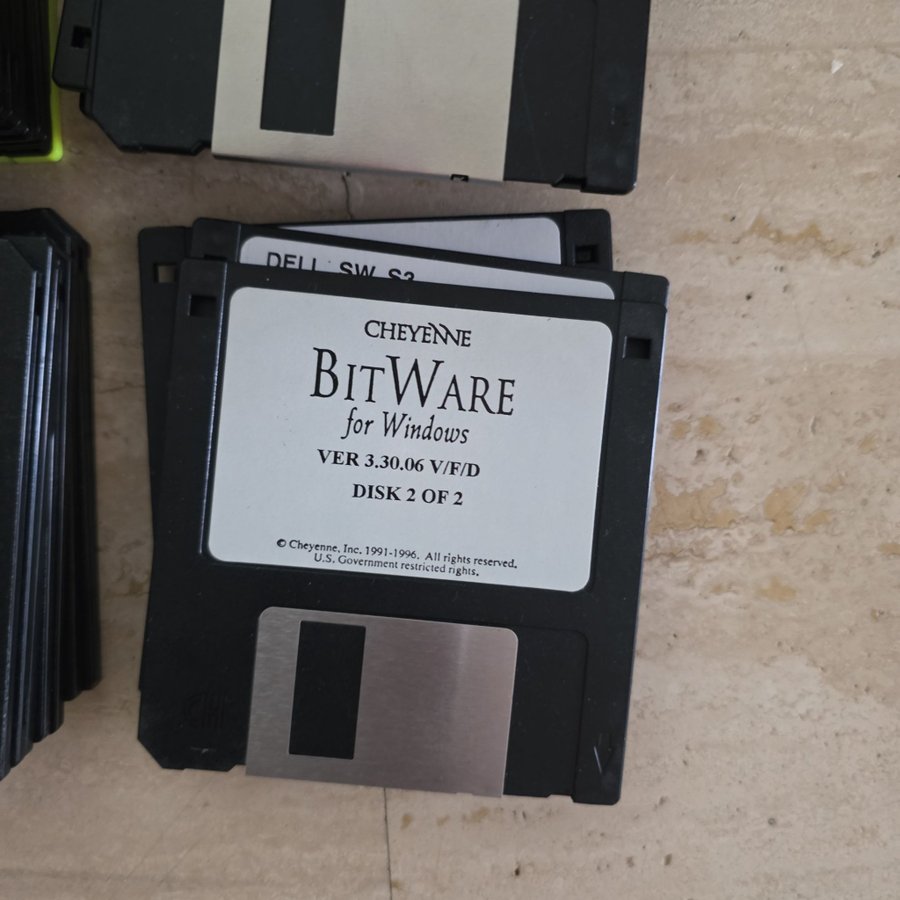 DELL SW S3
CHEYENNE
BITWARE
for Windows
VER 3.30.06 V/F/D
DISK 2 OF 2
© Cheyenne, Inc. 1991-1996. All rights reserved.
U.S. Government restricted rights.